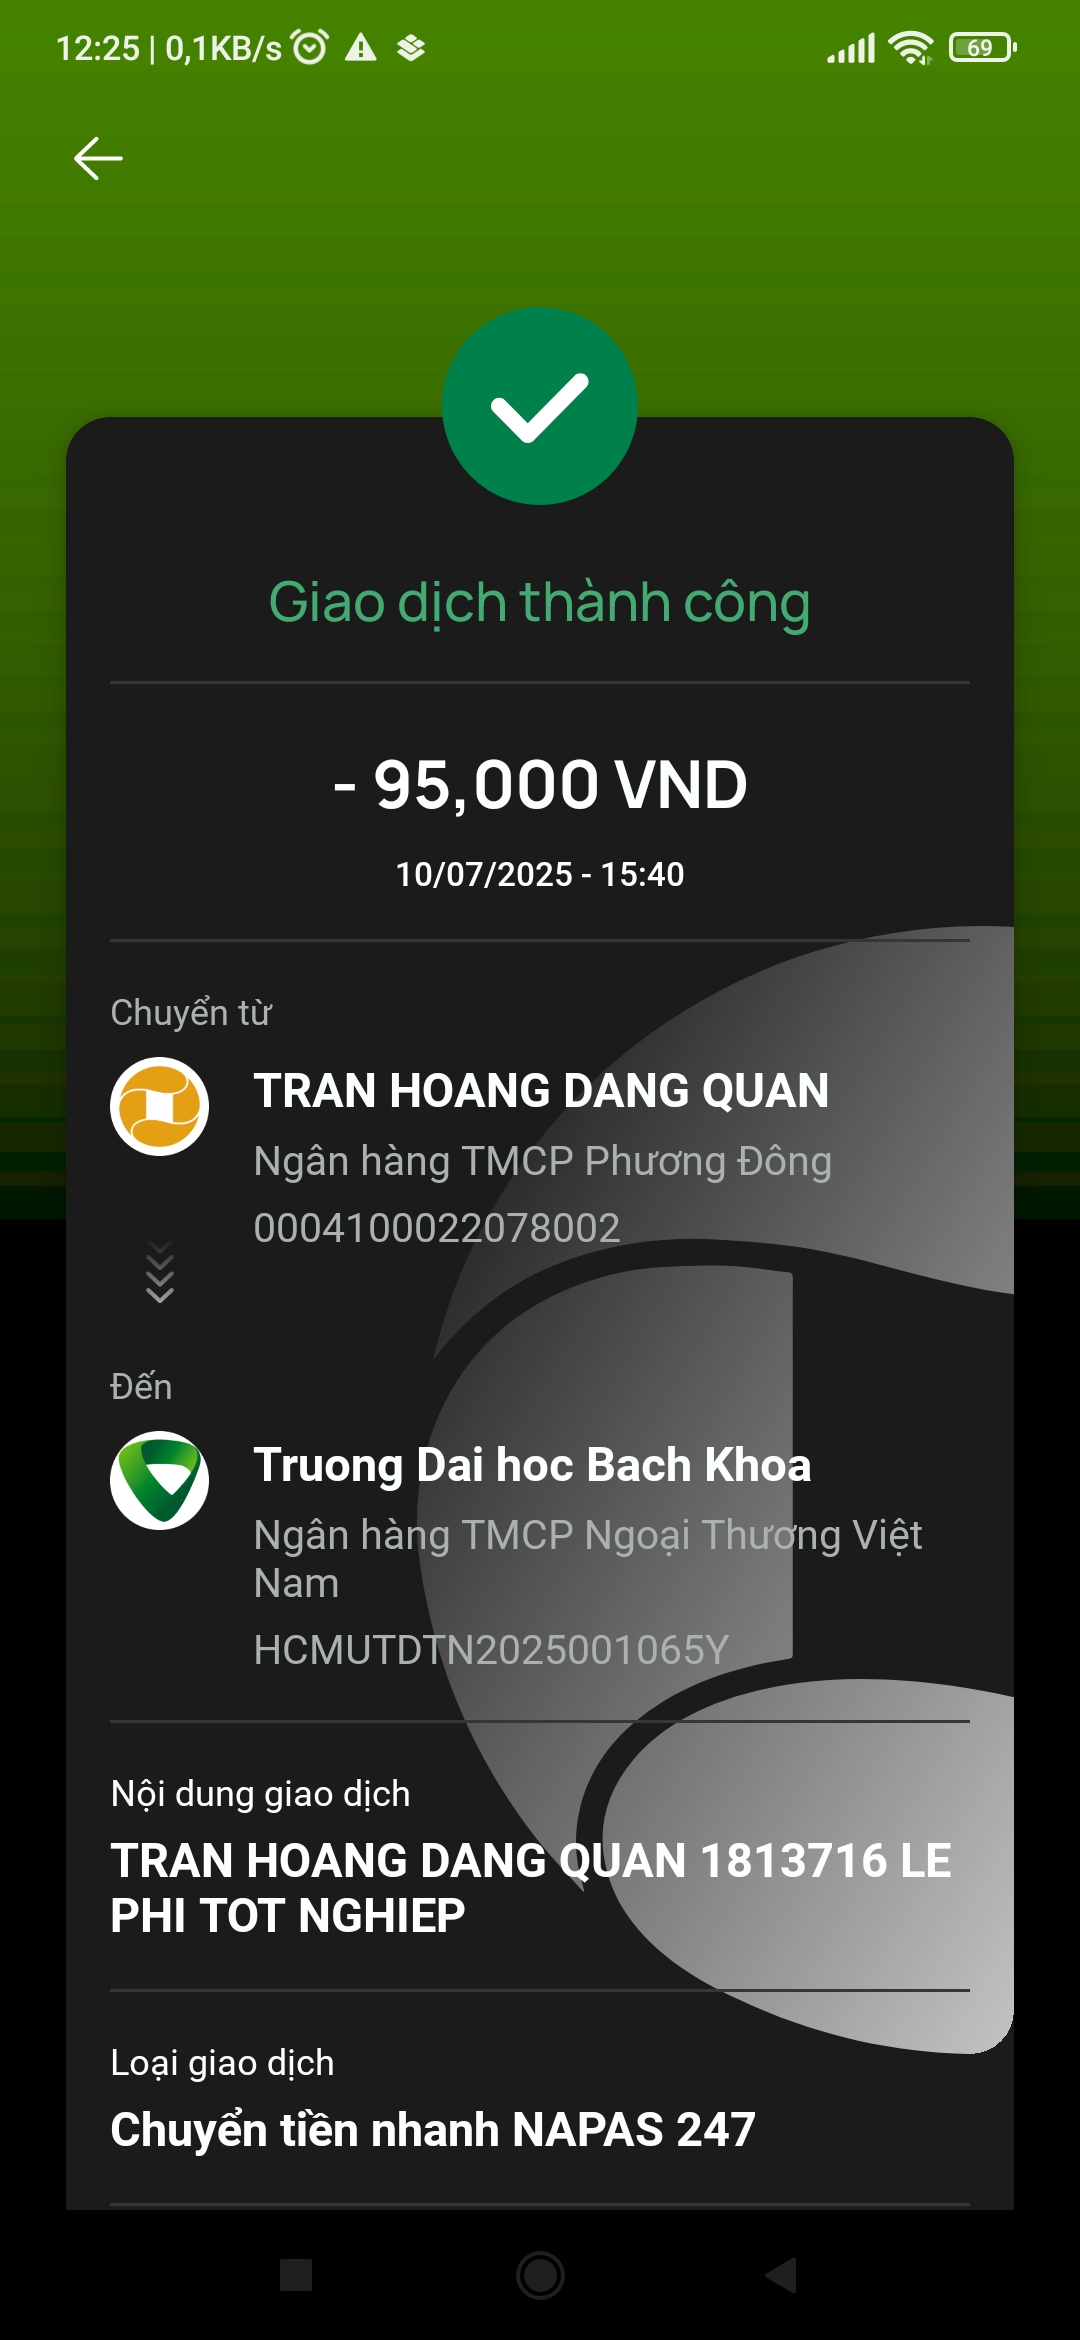 12:25 | 0,1KB/s
69
Giao dịch thành công
- 95,000 VND
10/07/2025 - 15:40
Chuyển từ
TRAN HOANG DANG QUAN
Ngân hàng TMCP Phương Đông
0004100022078002
Đến
Truong Dai hoc Bach Khoa
Ngân hàng TMCP Ngoại Thương Việt
Nam
HCMUTDTN2025001065Y
Nội dung giao dịch
TRAN HOANG DANG QUAN 1813716 LE
PHI TOT NGHIEP
Loại giao dịch
Chuyển tiền nhanh NAPAS 247